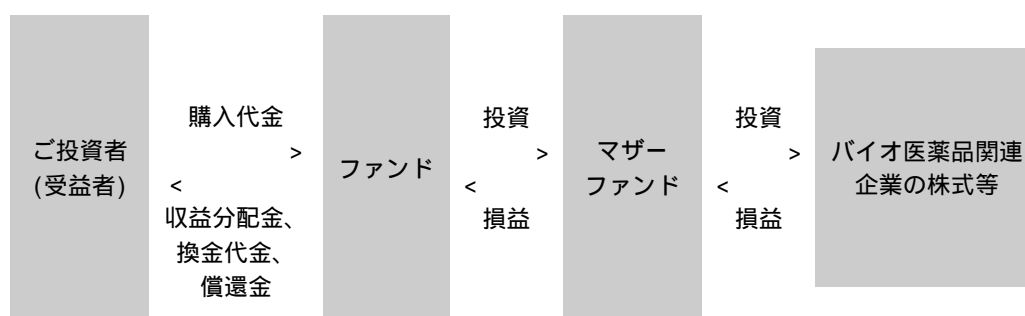 ご投資者
(受益者)
購入代金
>
<
収益分配金、
換金代金、
償還金
ファンド
投資
>
<
損益
マザー
ファンド
投資
>
<
損益
バイオ医薬品関連
企業の株式等